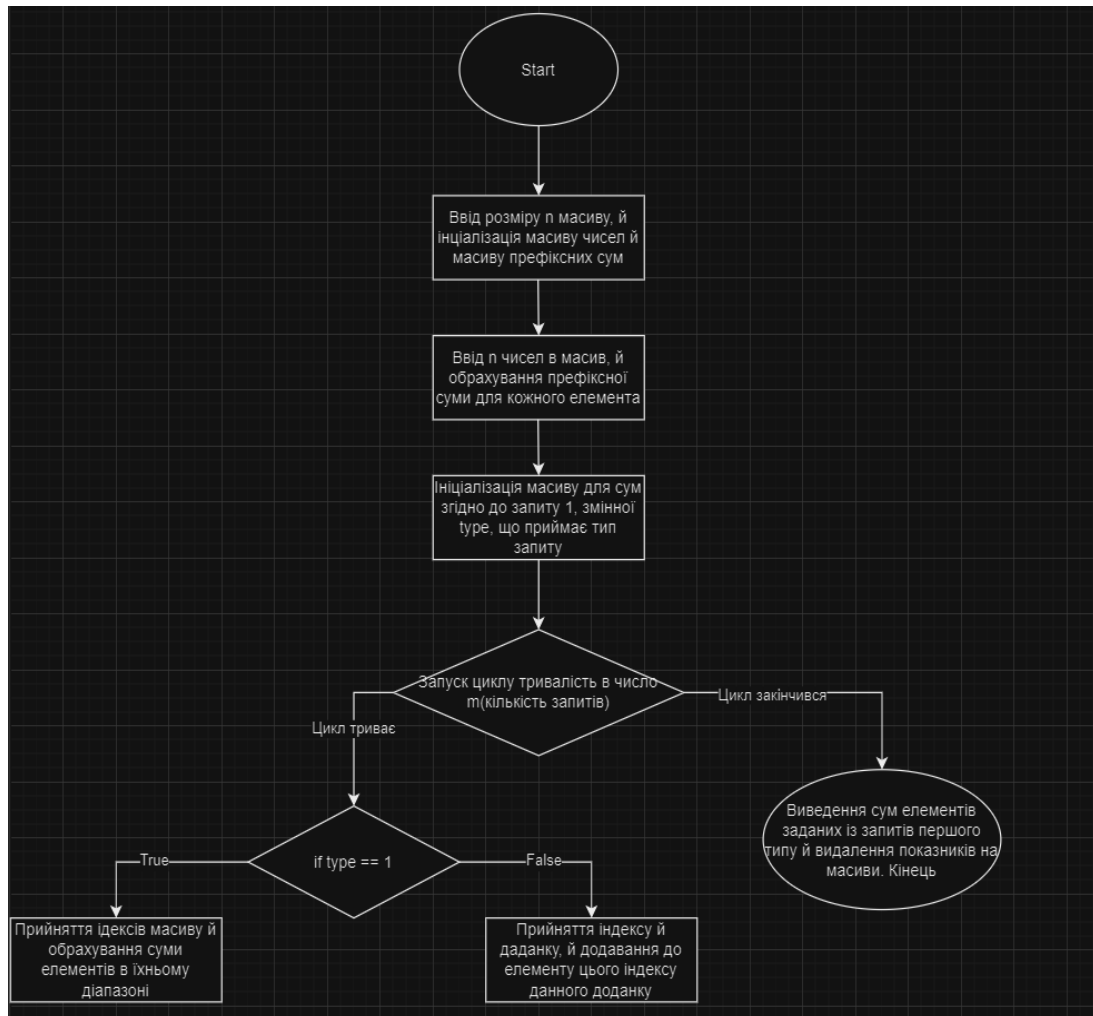 Start
Ввід розміру n масиву, й
інціалізація масиву чисел й
масиву префіксних сум
Ввід n чисел в масив, й
обрахування префіксної
суми для кожного елемента
Ініціалізація масиву для сум
згідно до запиту 1, змінної
type, що приймає тип
запиту
Запуск циклу тривалість в число
m(кількість запитів)
Цикл триває
Цикл закінчився
Виведення сум елементів
заданих із запитів першого
типу й видалення показників на
масиви. Кінець
if type == 1
True
False
Прийняття ідексів масиву й
обрахування суми
елементів в їхньому
діапазоні
Прийняття індексу й
даданку, й додавання до
елементу цього індексу
данного доданку